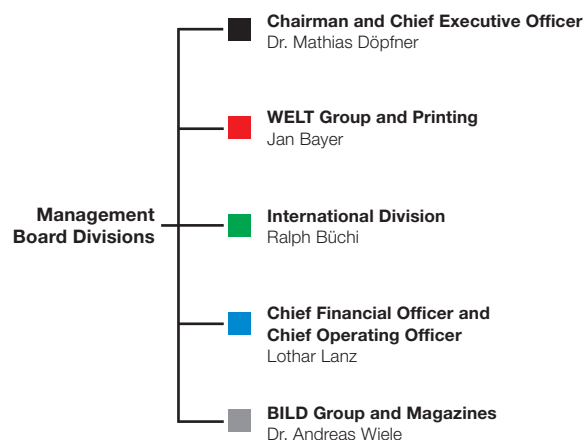 Chairman and Chief Executive Officer
Dr. Mathias Döpfner
WELT Group and Printing
Jan Bayer
Management
Board Divisions
International Division
Ralph Büchi
Chief Financial Officer and
Chief Operating Officer
Lothar Lanz
BILD Group and Magazines
Dr. Andreas Wiele